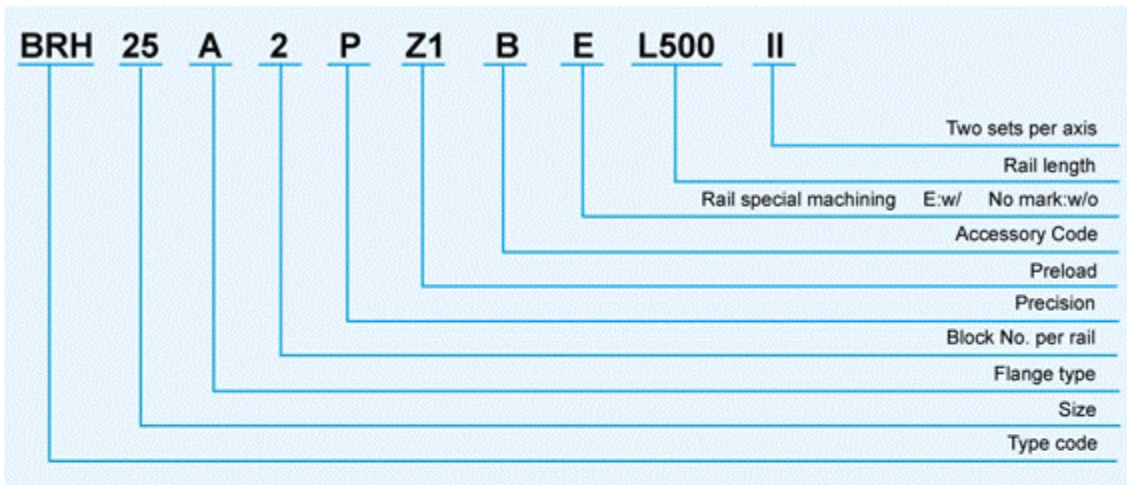 BRH 25 A 2 P Z1 B E L500 II
Two sets per axis
Rail length
Rail special machining E:w/ No mark:w/o
Accessory Code
Preload
Precision
Block No. per rail
Flange type
Size
Type code